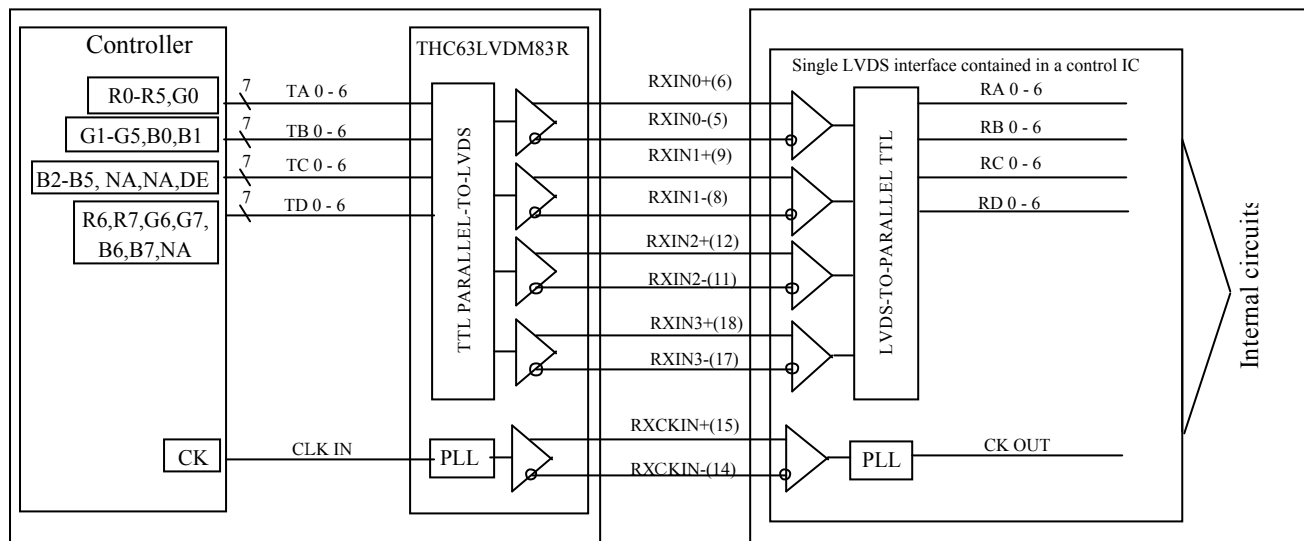 Controller
R0-R5,G0
G1-G5,B0,B1
B2-B5, NA,NA,DE
R6,R7,G6,G7,
B6,B7,NA
CK
7
TA 0 - 6
7
TB 0 - 6
7
TC 0 - 6
7
TD 0 - 6
CLK IN
THC63LVDM83R
TTL PARALLEL-TO-LVDS
PLL
RXIN0+(6)
RXIN0-(5)
RXIN1+(9)
RXIN1-(8)
RXIN2+(12)
RXIN2-(11)
RXIN3+(18)
RXIN3-(17)
RXCKIN+(15)
RXCKIN-(14)
Single LVDS interface contained in a control IC
LVDS-TO-PARALLEL TTL
PLL
RA 0 - 6
RB 0 - 6
RC 0 - 6
RD 0 - 6
CK OUT
Internal circuits